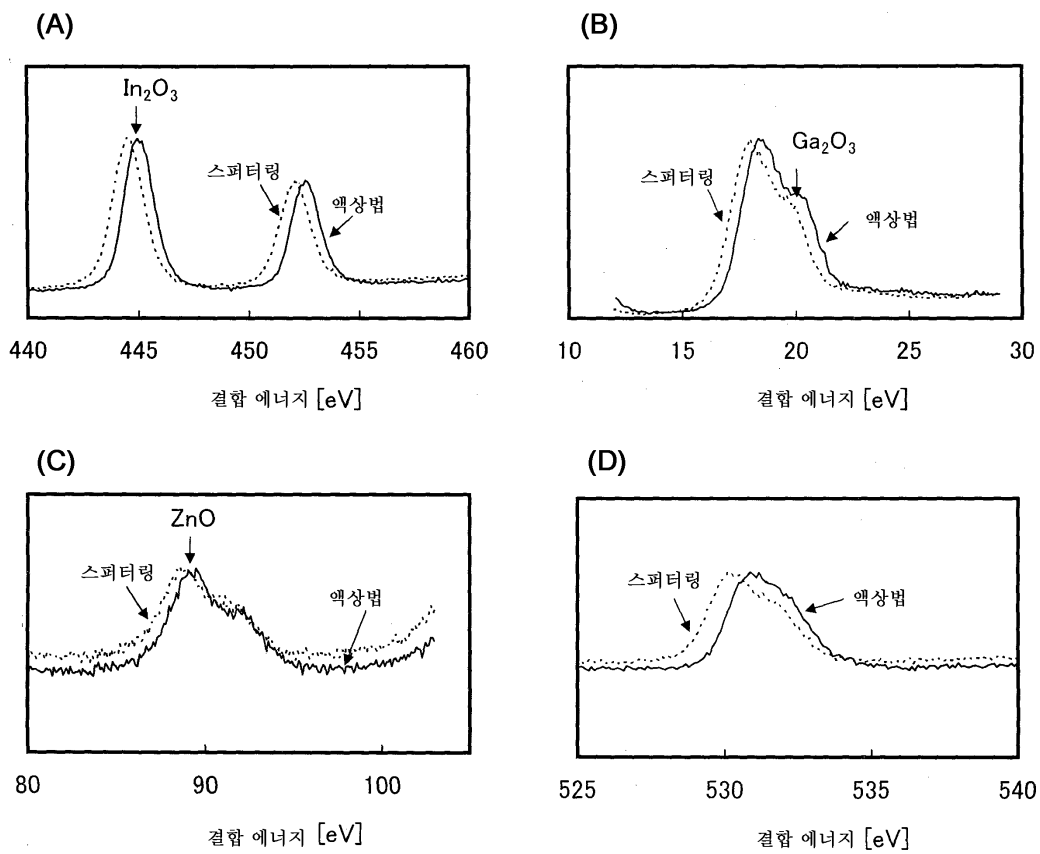 (A)
In₂O₃
스퍼터링
액상법
440 445 450 455 460
결합 에너지 [eV]
(B)
Ga₂O₃
스퍼터링
액상법
10 15 20 25 30
결합 에너지 [eV]
(C)
ZnO
스퍼터링
액상법
80 90 100
결합 에너지 [eV]
(D)
스퍼터링
액상법
525 530 535 540
결합 에너지 [eV]